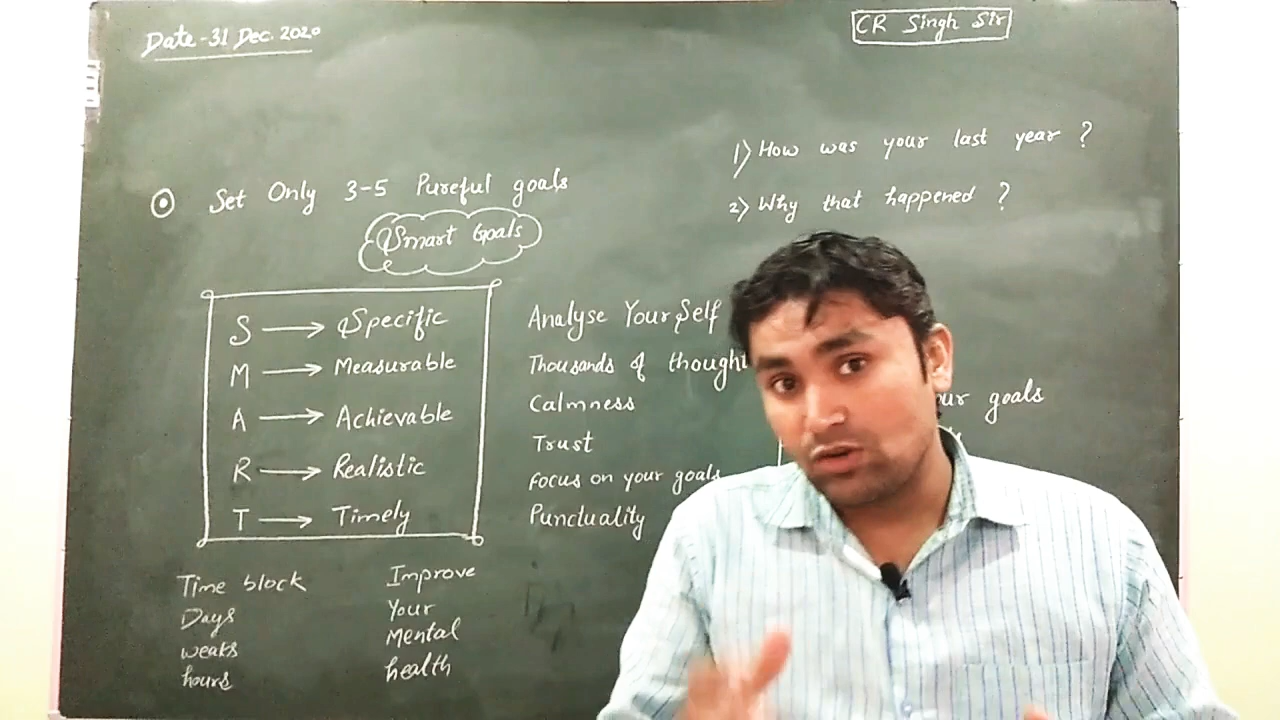 Date-31 Dec. 2020
CR Singh Sir
1) How was your last year ?
2) Why that happened ?
Set Only 3-5 Pureful goals
Smart Goals
S → Specific
M → Measurable
A → Achievable
R → Realistic
T → Timely
Analyse Your Self
Thousands of thought
Calmness
Trust
Focus on your goals
Punctuality
goals
Time block
Days
weaks
hours
Improve
Your
Mental
health